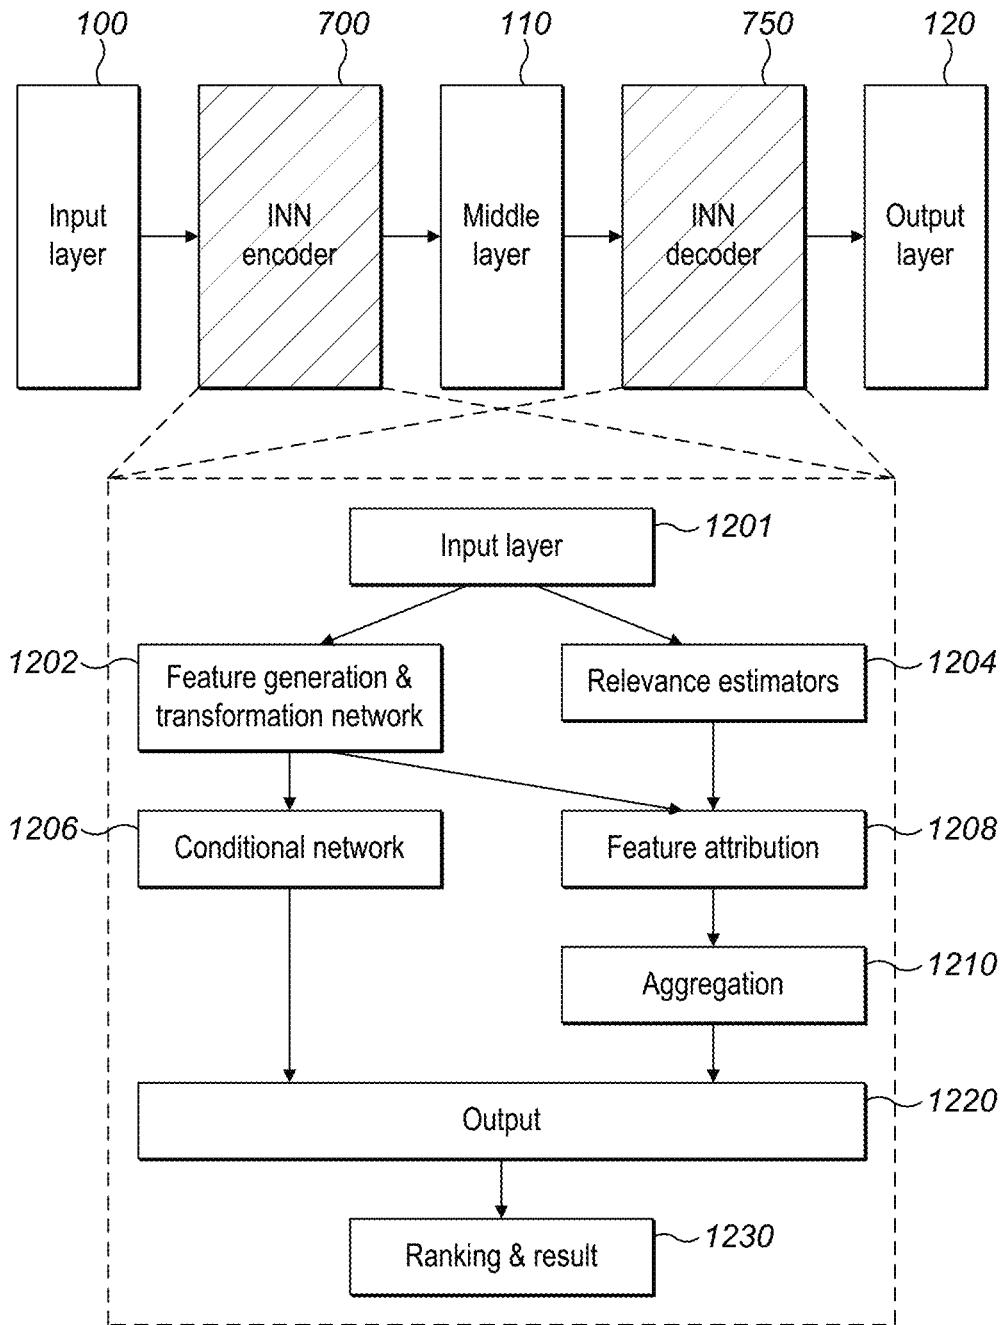 100
700
110
750
120
Input
layer
INN
encoder
Middle
layer
INN
decoder
Output
layer
Input layer
1201
1202
Feature generation &
transformation network
Relevance estimators
1204
1206
Conditional network
Feature attribution
1208
Aggregation
1210
Output
1220
Ranking & result
1230